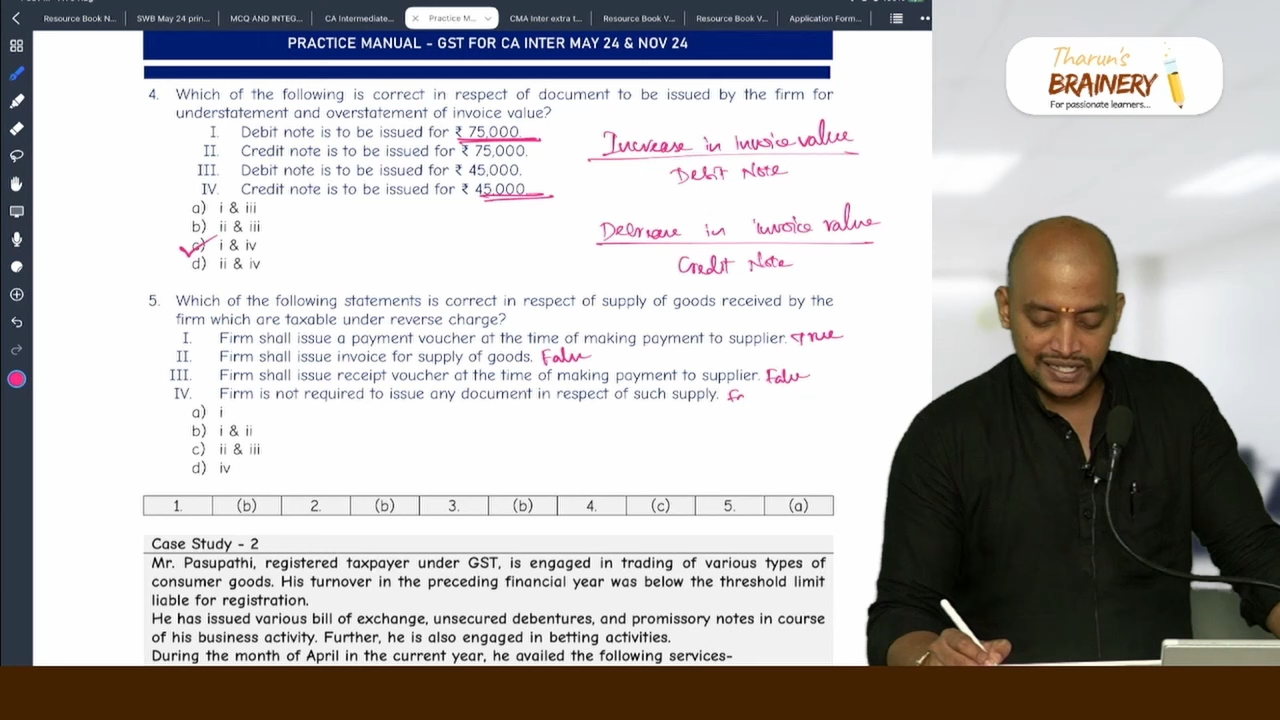 Resource Book N...
SWB May 24 prin...
MCQ AND INTEG...
CA Intermediate...
Practice M...
CMA Inter extra t...
Resource Book V...
Resource Book V...
Application Form...
PRACTICE MANUAL - GST FOR CA INTER MAY 24 & NOV 24
4. Which of the following is correct in respect of document to be issued by the firm for
understatement and overstatement of invoice value?
I. Debit note is to be issued for ₹ 75,000.
II. Credit note is to be issued for ₹ 75,000.
III. Debit note is to be issued for ₹ 45,000.
IV. Credit note is to be issued for ₹ 45,000
a) i & iii
b) ii & iii
c) i & iv
d) ii & iv
Increase in Invoice value
Debit Note
Decrease in invoice value
Credit Note
5. Which of the following statements is correct in respect of supply of goods received by the
firm which are taxable under reverse charge?
I. Firm shall issue a payment voucher at the time of making payment to supplier. True
II. Firm shall issue invoice for supply of goods. False
III. Firm shall issue receipt voucher at the time of making payment to supplier. False
IV. Firm is not required to issue any document in respect of such supply.
a) i
b) i & ii
c) ii & iii
d) iv
1. (b) 2. (b) 3. (b) 4. (c) 5. (a)
Case Study - 2
Mr. Pasupathi, registered taxpayer under GST, is engaged in trading of various types of
consumer goods. His turnover in the preceding financial year was below the threshold limit
liable for registration.
He has issued various bill of exchange, unsecured debentures, and promissory notes in course
of his business activity. Further, he is also engaged in betting activities.
During the month of April in the current year, he availed the following services-
Tharun's
BRAINERY
For passionate learners...